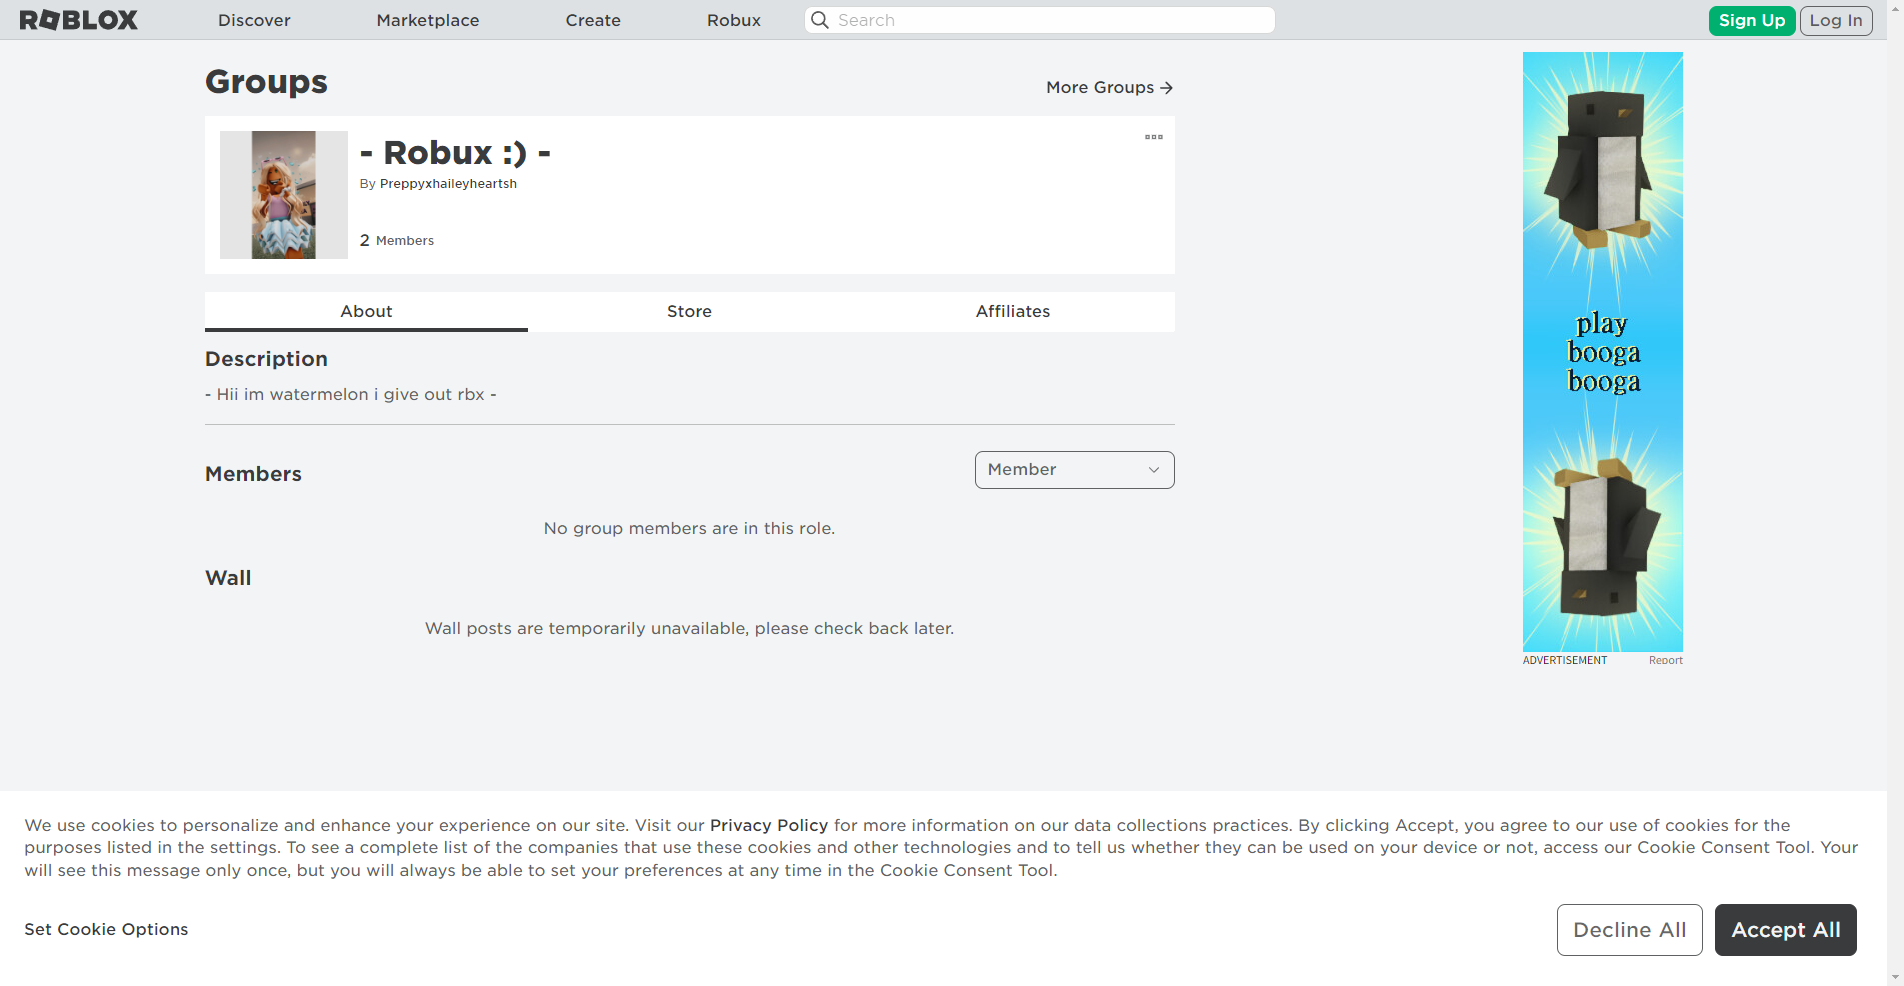 ROBLOX
Discover
Marketplace
Create
Robux
Search
Sign Up
Log In
Groups
More Groups
- Robux :) -
By Preppyxhaileyheartsh
2 Members
About
Store
Affiliates
Description
- Hii im watermelon i give out rbx -
Members
Member
No group members are in this role.
Wall
Wall posts are temporarily unavailable, please check back later.
play
booga
booga
ADVERTISEMENT
Report
We use cookies to personalize and enhance your experience on our site. Visit our Privacy Policy for more information on our data collections practices. By clicking Accept, you agree to our use of cookies for the
purposes listed in the settings. To see a complete list of the companies that use these cookies and other technologies and to tell us whether they can be used on your device or not, access our Cookie Consent Tool. Your
will see this message only once, but you will always be able to set your preferences at any time in the Cookie Consent Tool.
Set Cookie Options
Decline All
Accept All